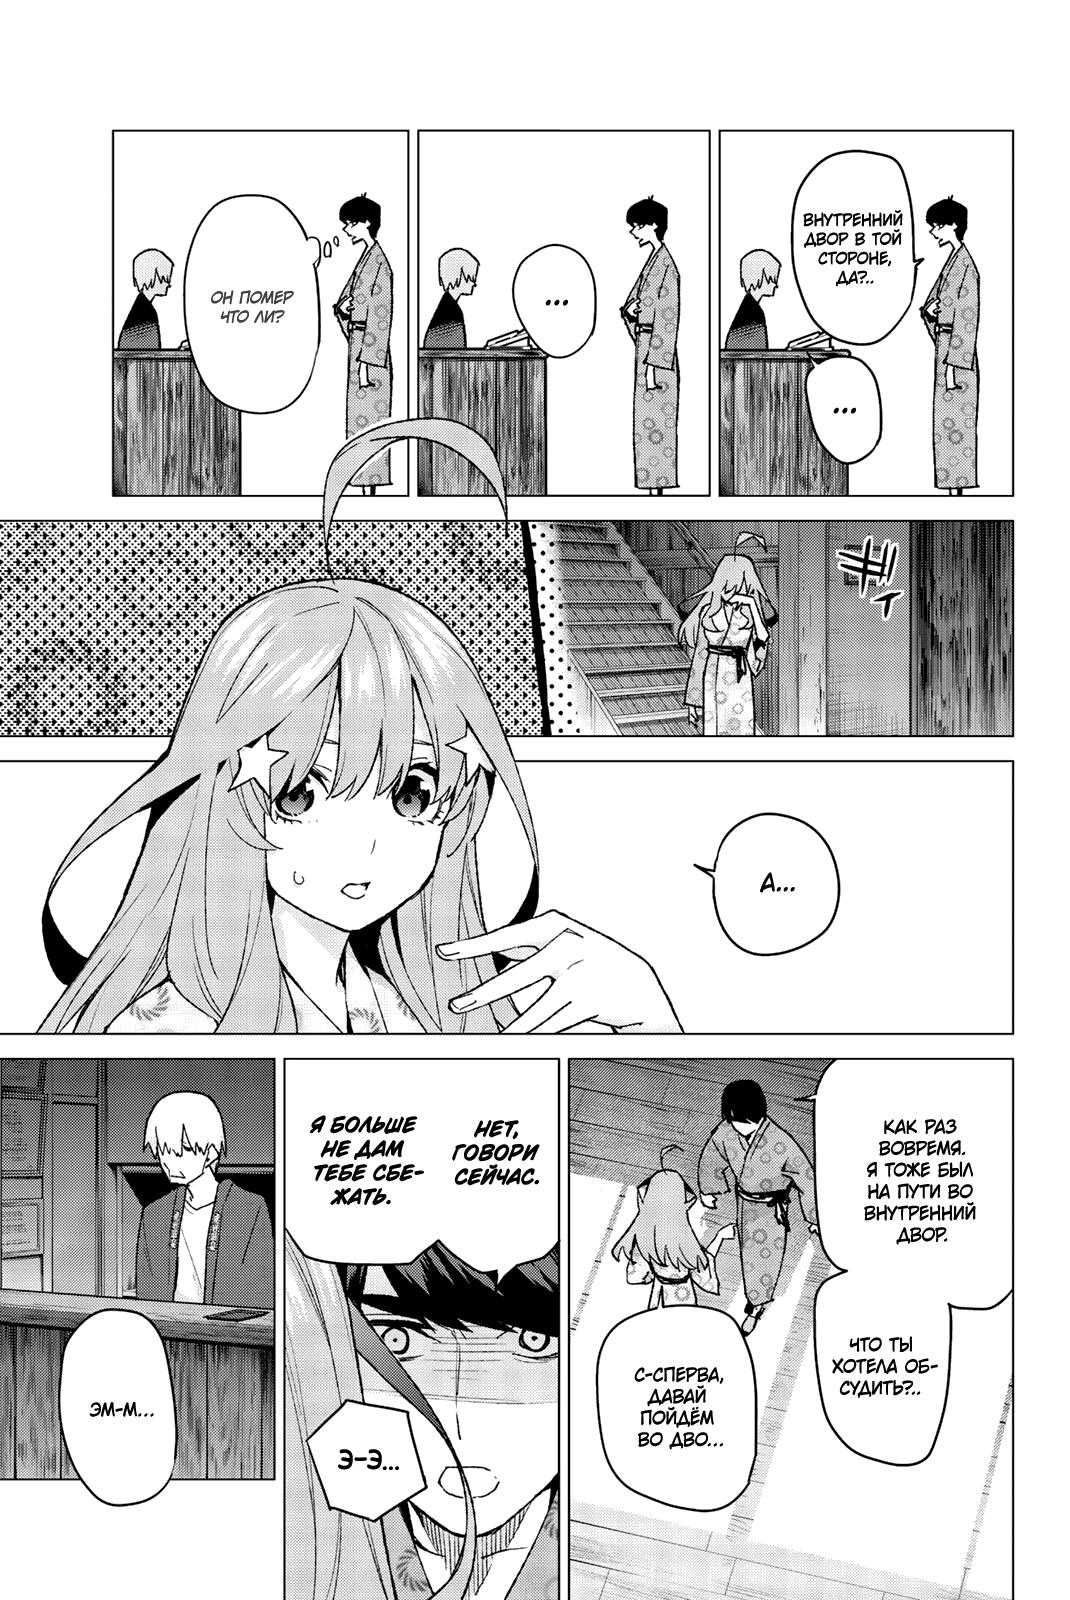 ВНУТРЕННИЙ
ДВОР В ТОЙ
СТОРОНЕ,
ДА?..
...
...
ОН ПОМЕР
ЧТО ЛИ?
А...
КАК РАЗ
ВОВРЕМЯ.
Я ТОЖЕ БЫЛ
НА ПУТИ ВО
ВНУТРЕННИЙ
ДВОР.
ЧТО ТЫ
ХОТЕЛА ОБ-
СУДИТЬ?..
С-СПЕРВА,
ДАВАЙ
ПОЙДЁМ
ВО ДВО...
НЕТ,
ГОВОРИ
СЕЙЧАС.
Я БОЛЬШЕ
НЕ ДАМ
ТЕБЕ СБЕ-
ЖАТЬ.
Э-Э...
ЭМ-М...